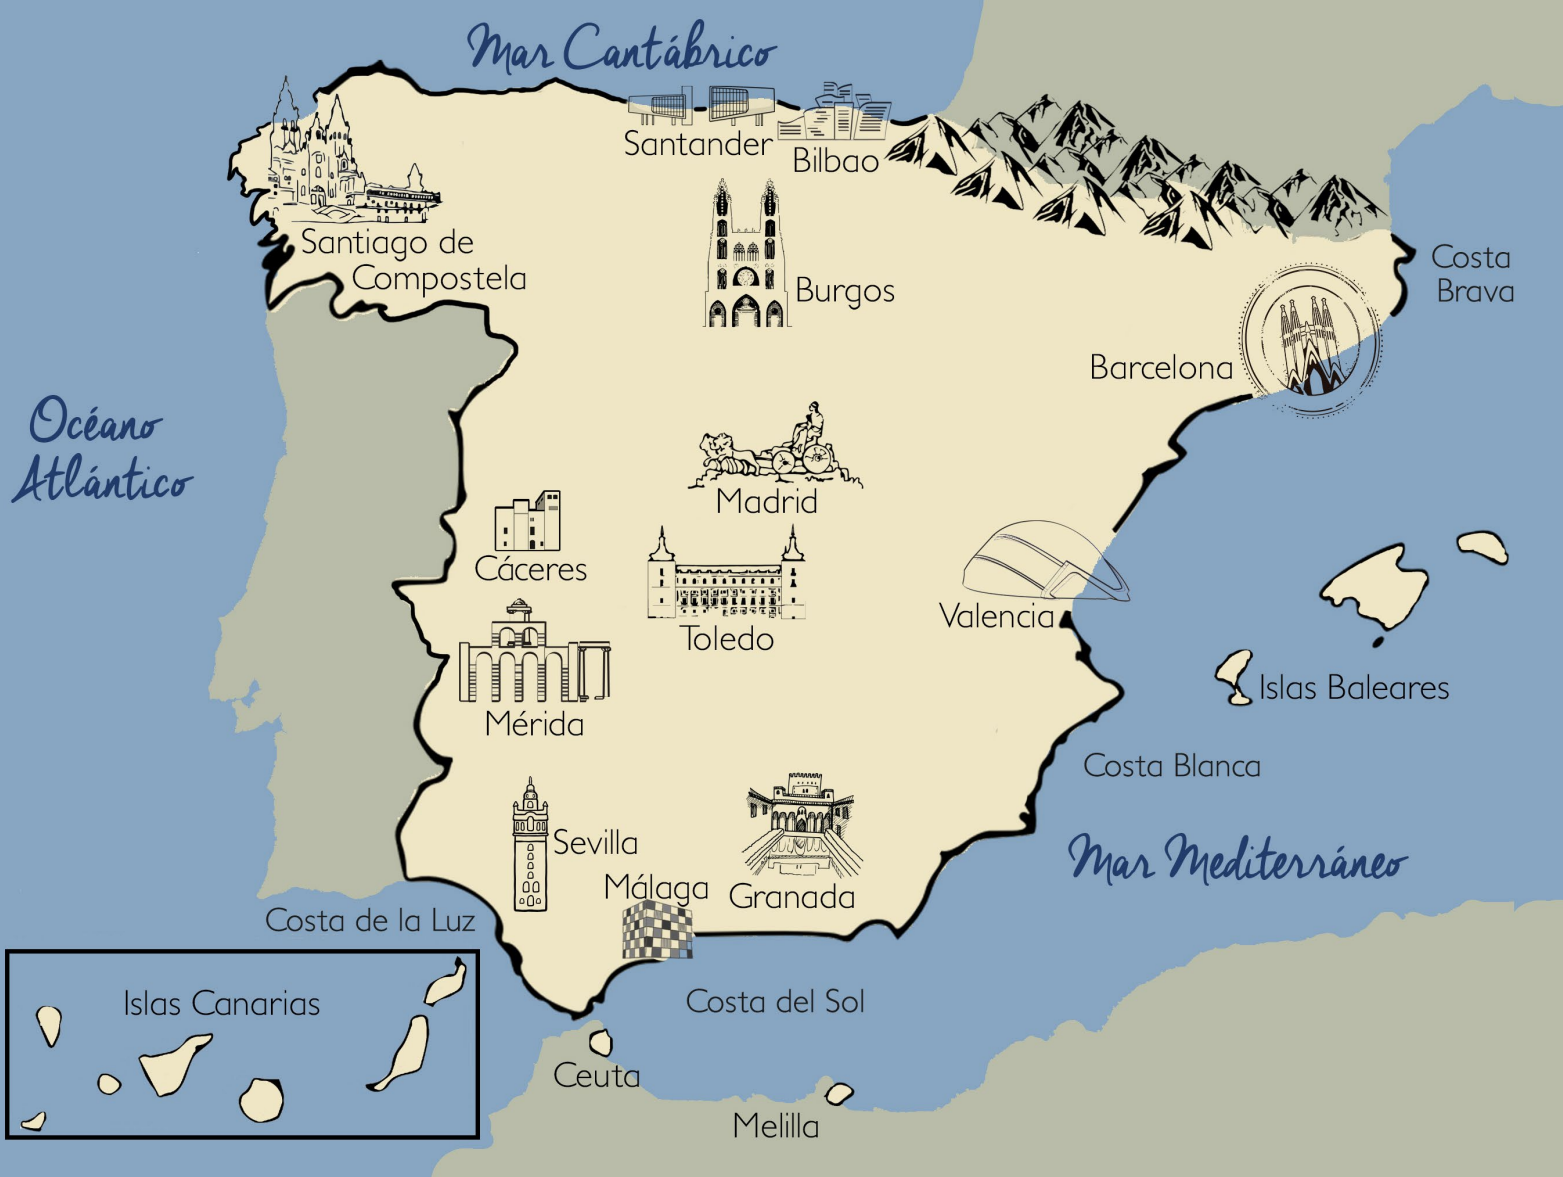 Mar Cantábrico
Santander
Bilbao
Santiago de
Compostela
Burgos
Costa
Brava
Barcelona
Océano
Atlántico
Madrid
Cáceres
Valencia
Toledo
Islas Baleares
Mérida
Costa Blanca
Sevilla
Mar Mediterráneo
Málaga
Granada
Costa de la Luz
Islas Canarias
Costa del Sol
Ceuta
Melilla